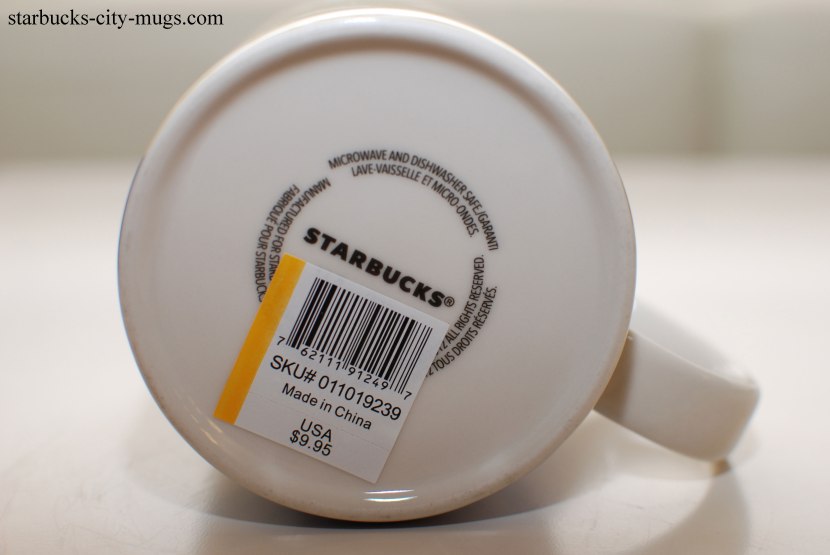 starbucks-city-mugs.com
MICROWAVE AND DISHWASHER SAFE/GARANTI
LAVE-VAISSELLE ET MICRO-ONDES.
MANUFACTURED FOR
FABRIQUÉ POUR STARBUCKS
STARBUCKS®
ALL RIGHTS RESERVED.
TOUS DROITS RÉSERVÉS.
7 62111 91249 7
SKU# 011019239
Made in China
USA
$9.95